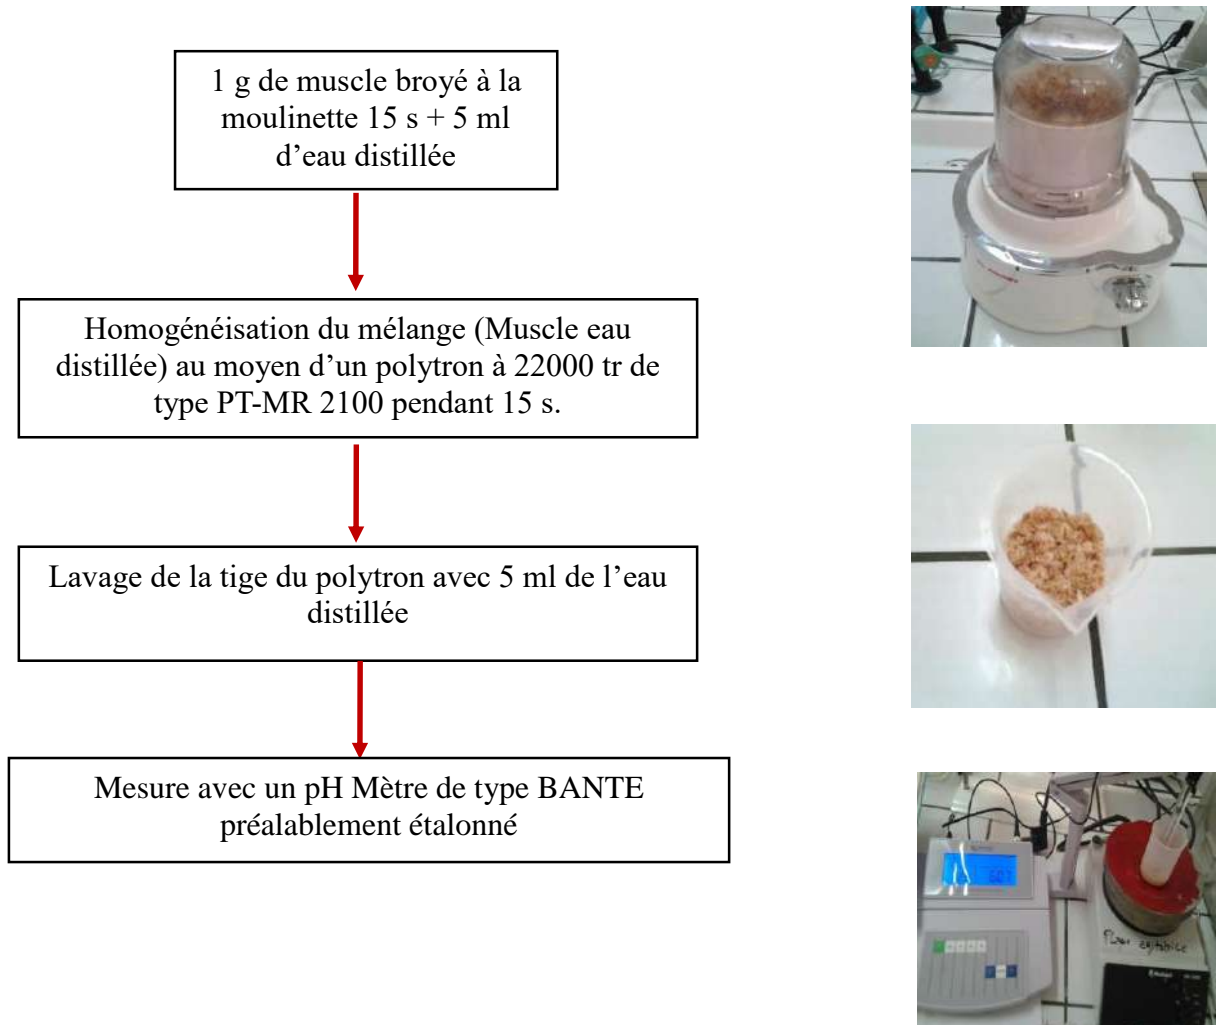 1 g de muscle broyé à la
moulinette 15 s + 5 ml
d’eau distillée
Homogénéisation du mélange (Muscle eau
distillée) au moyen d’un polytron à 22000 tr de
type PT-MR 2100 pendant 15 s.
Lavage de la tige du polytron avec 5 ml de l’eau
distillée
Mesure avec un pH Mètre de type BANTE
préalablement étalonné